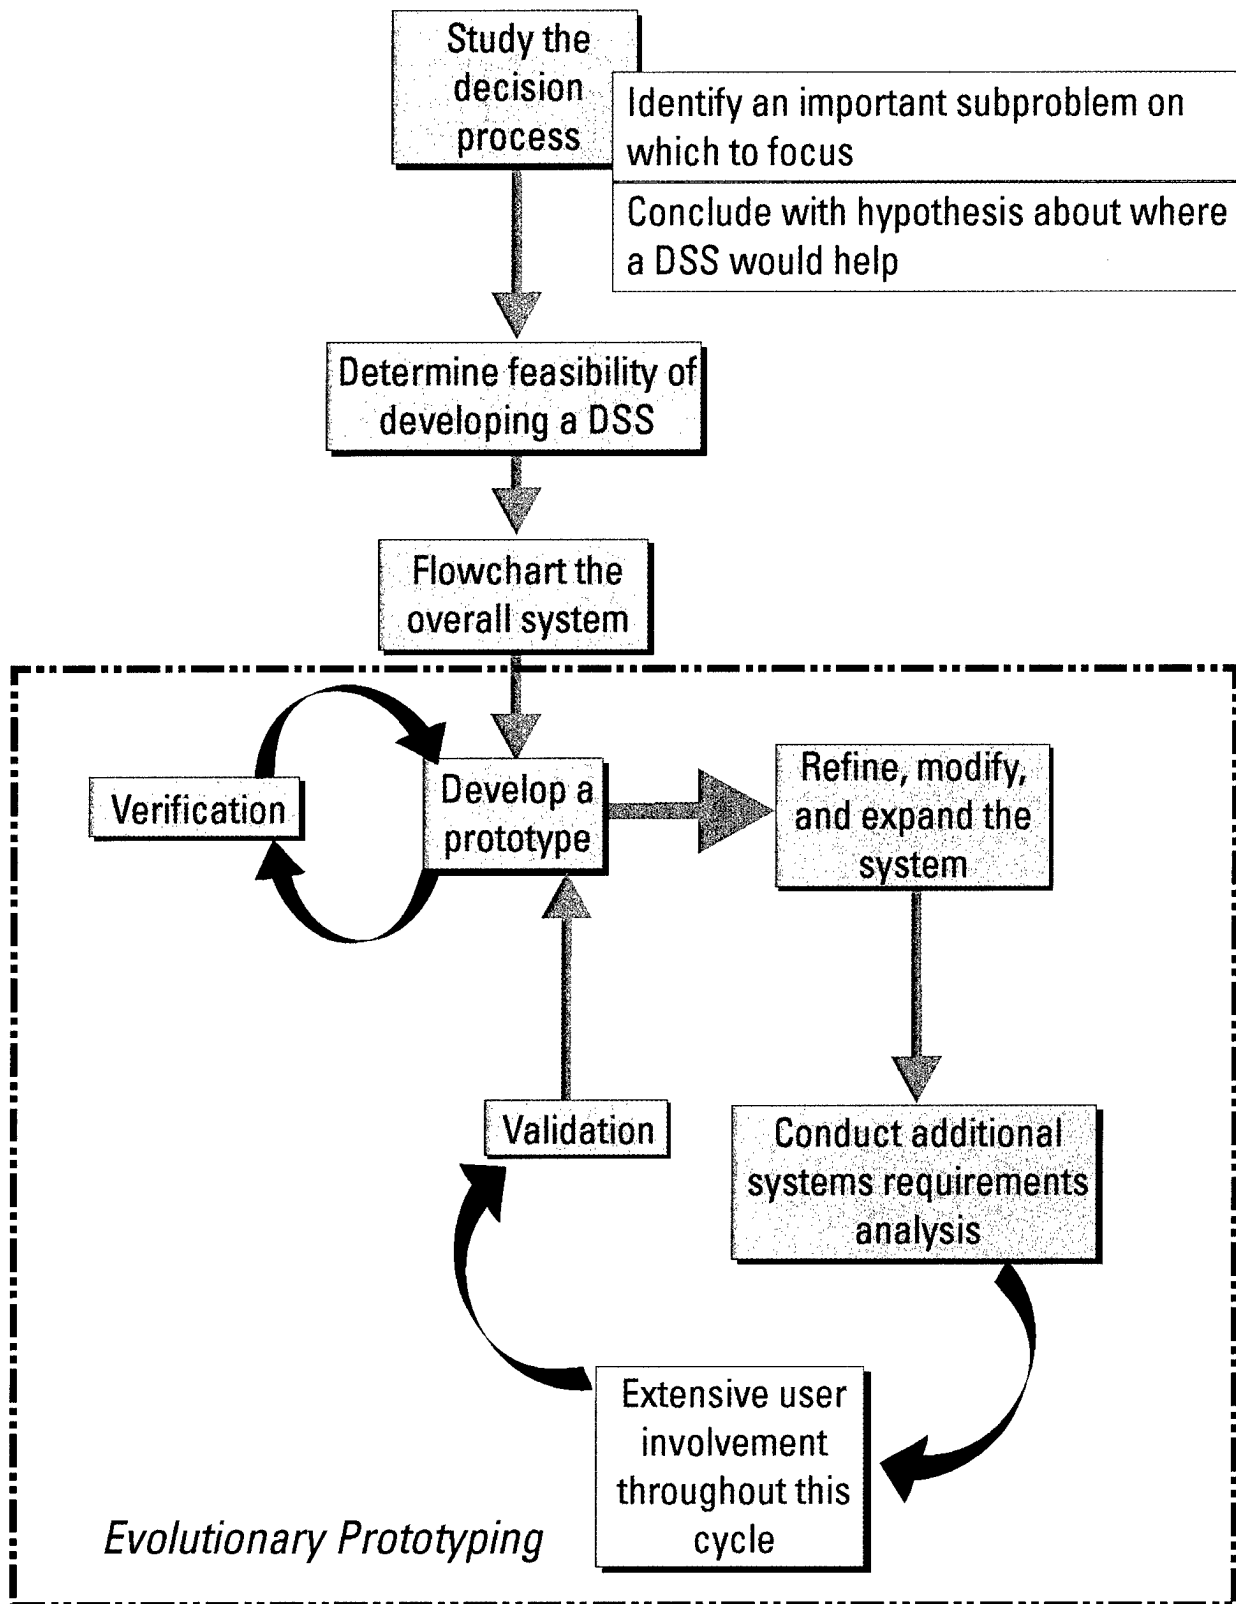 Study the
decision
process
Identify an important subproblem on
which to focus
Conclude with hypothesis about where
a DSS would help
Determine feasibility of
developing a DSS
Flowchart the
overall system
Verification
Develop a
prototype
Refine, modify,
and expand the
system
Validation
Conduct additional
systems requirements
analysis
Extensive user
involvement
throughout this
cycle
Evolutionary Prototyping